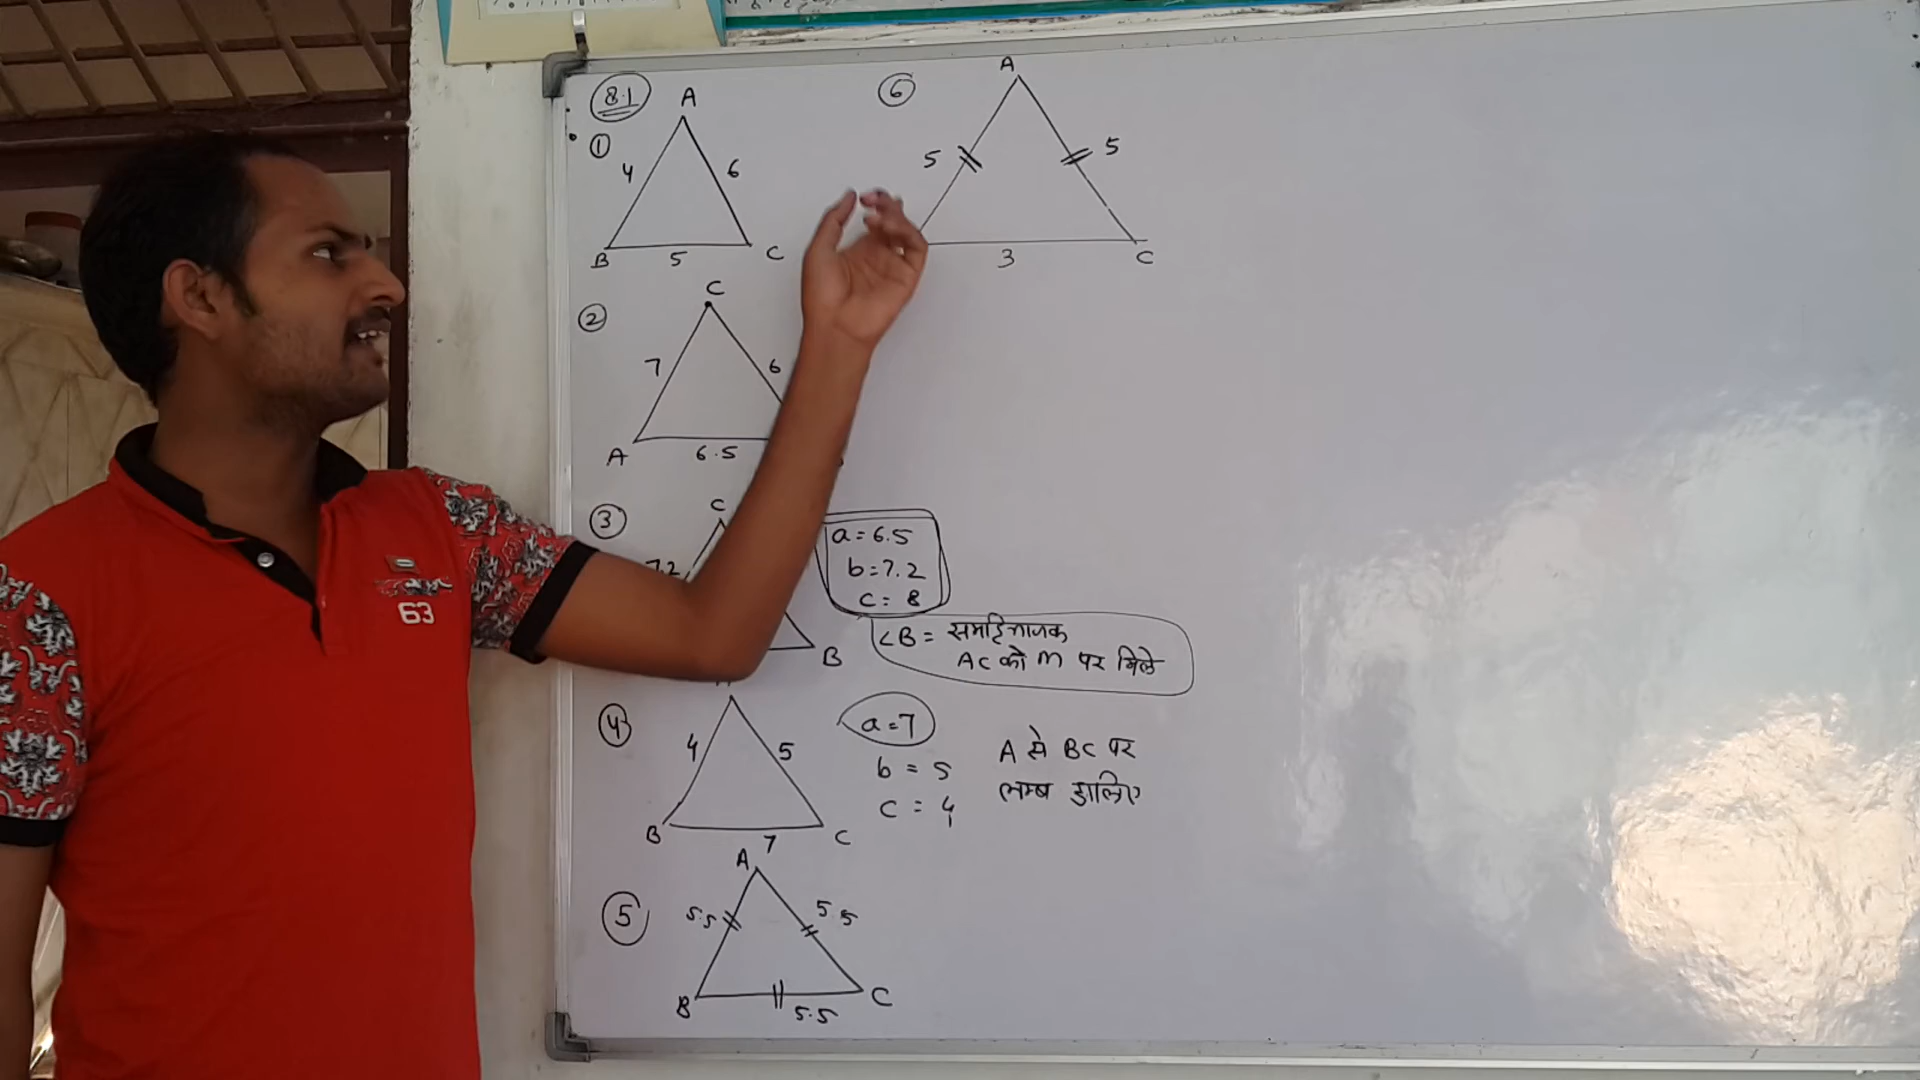 8.1
①
A
4
6
B
5
C
②
C
7
6
A
6.5
③
C
7.2
B
a = 6.5
b = 7.2
c = 8
∠B = समद्विभाजक
AC को m पर मिले
④
4
5
B
7
C
a = 7
b = 5
c = 4
A से BC पर
लम्ब डालिए
⑤
A
5.5
5.5
B
5.5
C
⑥
A
5
5
3
C
63